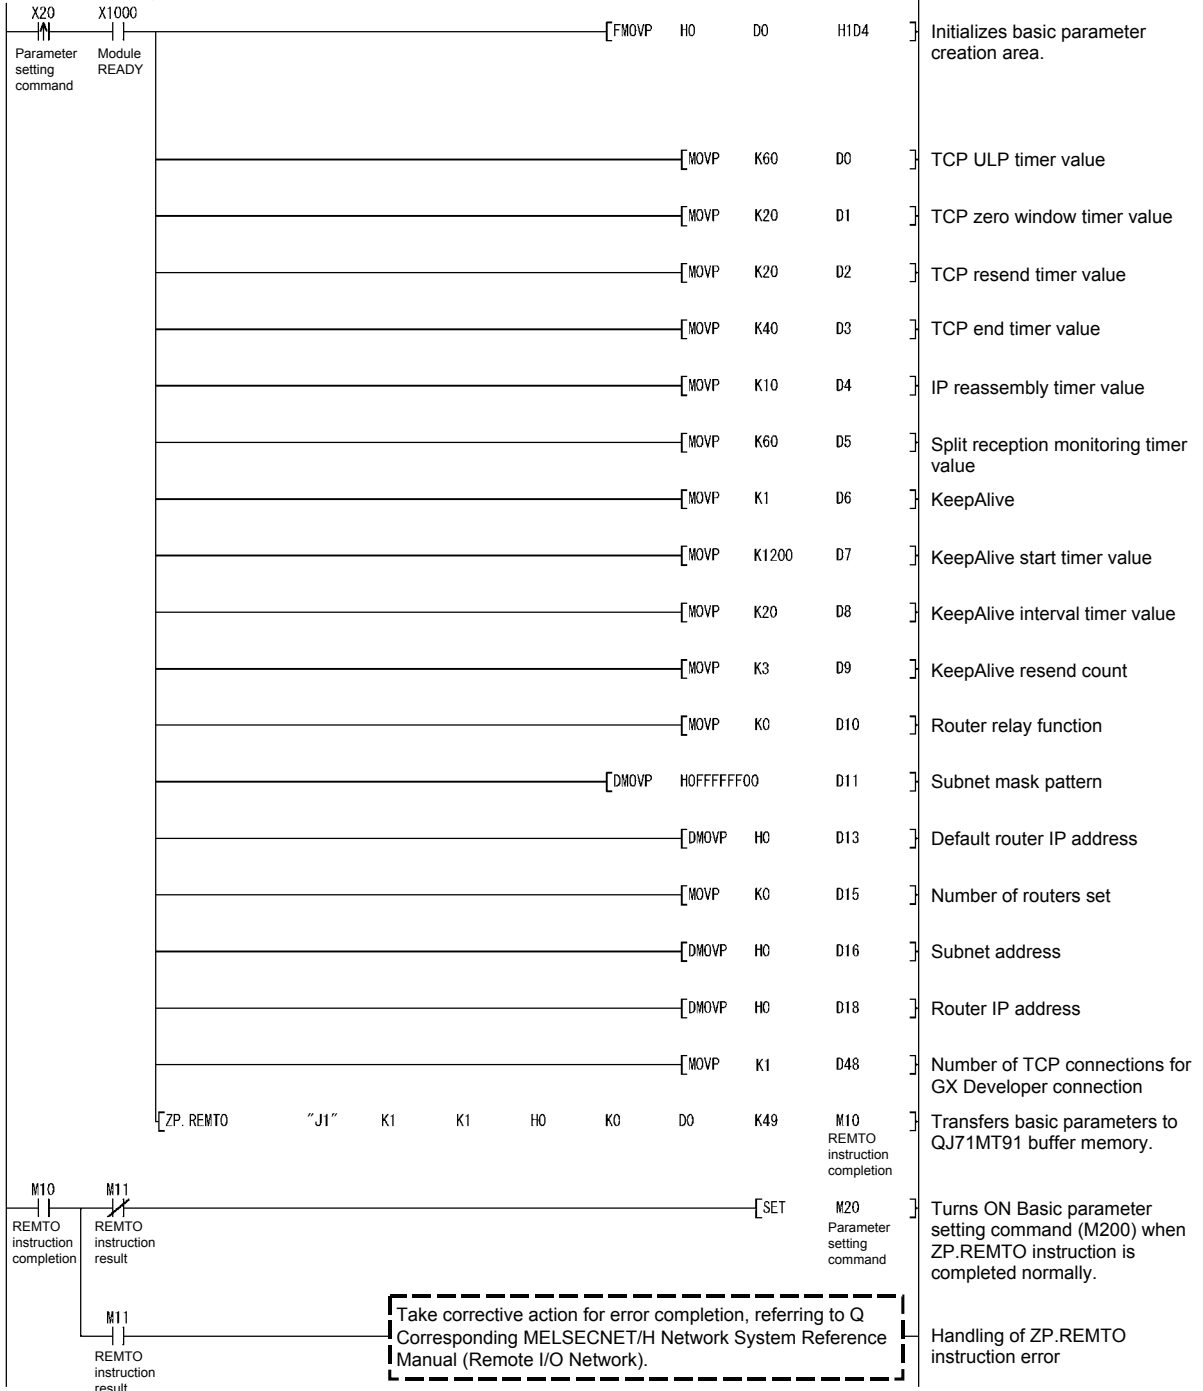 X20 X1000
[FMOVP H0 D0 H1D4] Initializes basic parameter
creation area.
Parameter
setting
command
Module
READY
[MOVP K60 D0] TCP ULP timer value
[MOVP K20 D1] TCP zero window timer value
[MOVP K20 D2] TCP resend timer value
[MOVP K40 D3] TCP end timer value
[MOVP K10 D4] IP reassembly timer value
[MOVP K60 D5] Split reception monitoring timer
value
[MOVP K1 D6] KeepAlive
[MOVP K1200 D7] KeepAlive start timer value
[MOVP K20 D8] KeepAlive interval timer value
[MOVP K3 D9] KeepAlive resend count
[MOVP K0 D10] Router relay function
[DMOVP H0FFFFFF00 D11] Subnet mask pattern
[DMOVP H0 D13] Default router IP address
[MOVP K0 D15] Number of routers set
[DMOVP H0 D16] Subnet address
[DMOVP H0 D18] Router IP address
[MOVP K1 D48] Number of TCP connections for
GX Developer connection
[ZP.REMTO "J1" K1 K1 H0 K0 D0 K49 M10] Transfers basic parameters to
QJ71MT91 buffer memory.
REMTO
instruction
completion
M10 M11
[SET M20] Turns ON Basic parameter
setting command (M200) when
ZP.REMTO instruction is
completed normally.
REMTO
instruction
completion
REMTO
instruction
result
Parameter
setting
command
M11
REMTO
instruction
result
Take corrective action for error completion, referring to Q
Corresponding MELSECNET/H Network System Reference
Manual (Remote I/O Network).
Handling of ZP.REMTO
instruction error